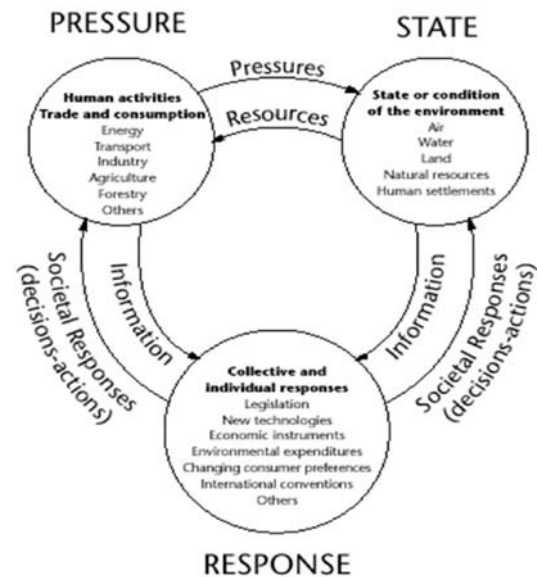 PRESSURE
STATE
Pressures
Resources
Human activities
Trade and consumption
Energy
Transport
Industry
Agriculture
Forestry
Others
State or condition
of the environment
Air
Water
Land
Natural resources
Human settlements
Societal Responses
(decisions-actions)
Information
Information
Societal Responses
(decisions-actions)
Collective and
individual responses
Legislation
New technologies
Economic instruments
Environmental expenditures
Changing consumer preferences
International conventions
Others
RESPONSE